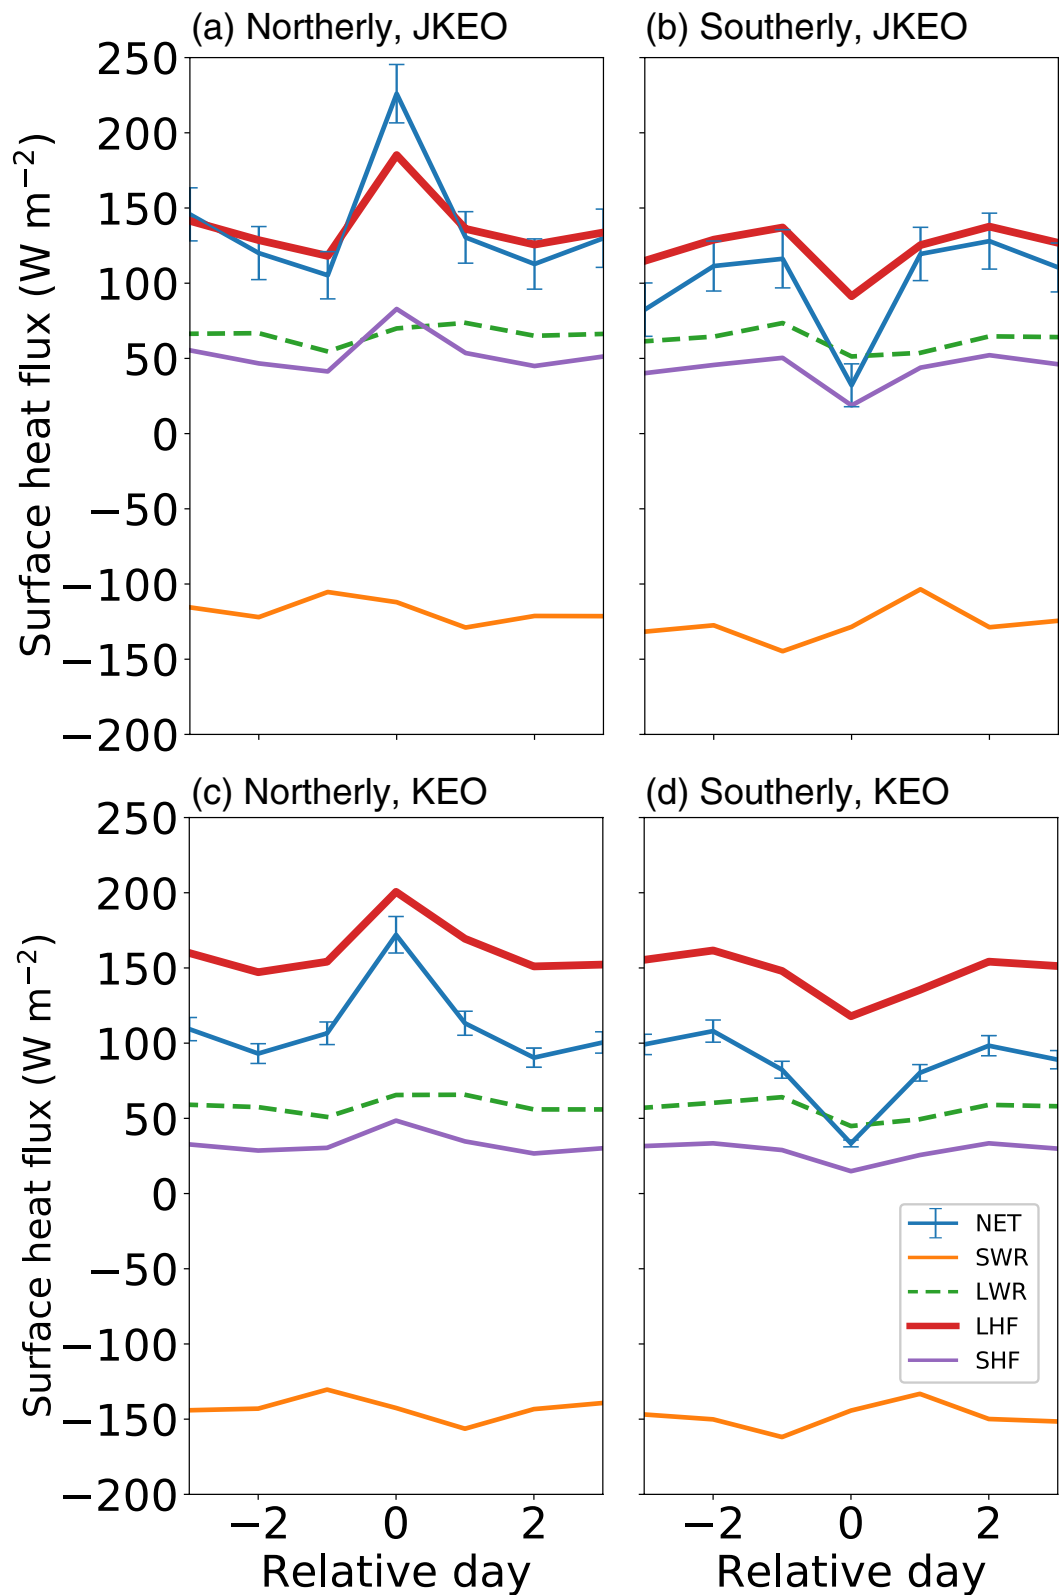 (a) Northerly, JKEO
(b) Southerly, JKEO
Surface heat flux (W m−2)
250
200
150
100
50
0
−50
−100
−150
−200
(c) Northerly, KEO
(d) Southerly, KEO
Surface heat flux (W m−2)
250
200
150
100
50
0
−50
−100
−150
−200
NET
SWR
LWR
LHF
SHF
−2 0 2
−2 0 2
Relative day
Relative day